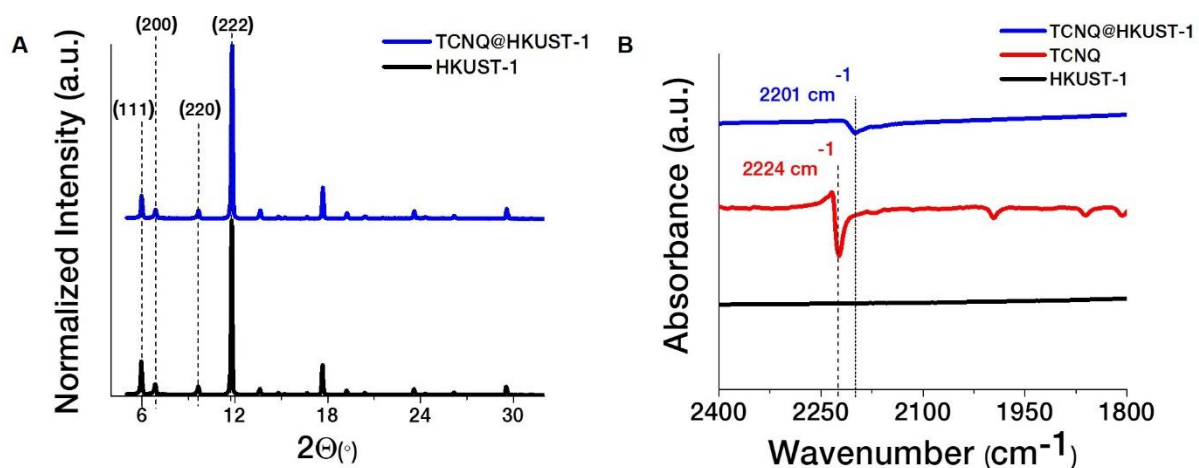 A
(200)
(222)
(111)
(220)
TCNQ@HKUST-1
HKUST-1
Normalized Intensity (a.u.)
6
12
18
24
30
2Θ(°)
B
TCNQ@HKUST-1
TCNQ
HKUST-1
2201 cm-1
2224 cm-1
Absorbance (a.u.)
2400
2250
2100
1950
1800
Wavenumber (cm-1)